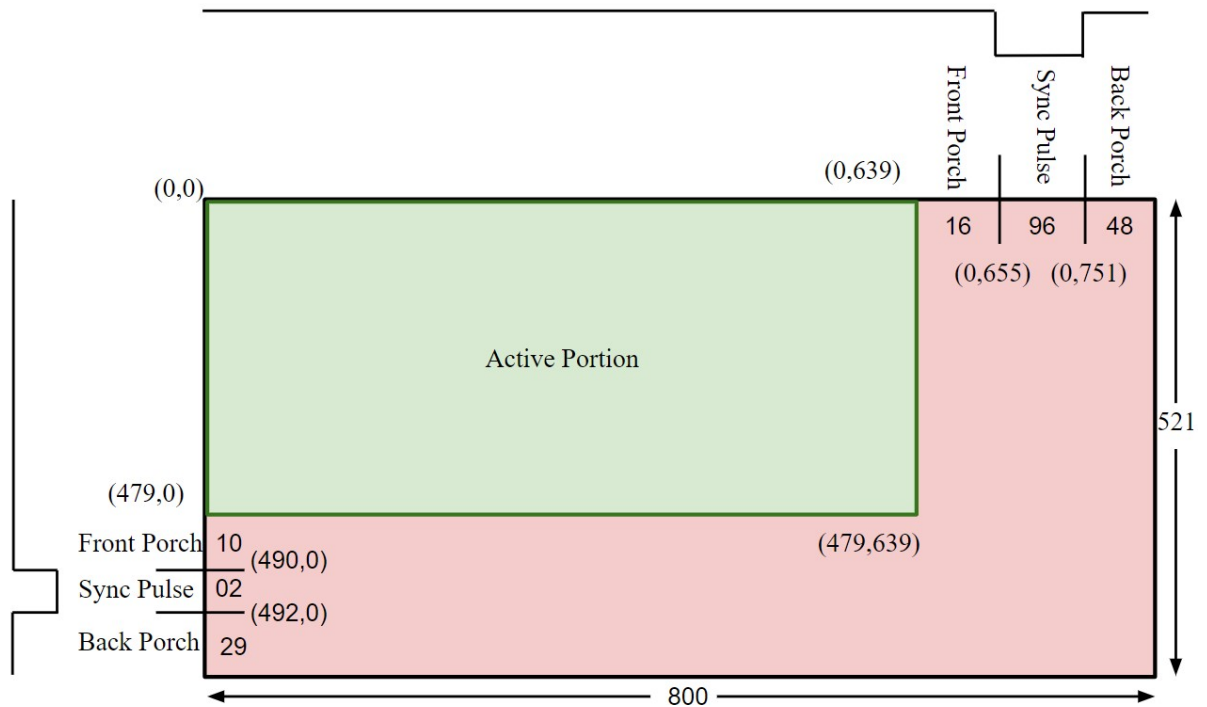 Front Porch
Sync Pulse
Back Porch
(0,0)
(0,639)
16
96
48
(0,655)
(0,751)
Active Portion
521
(479,0)
(479,639)
Front Porch
10
(490,0)
Sync Pulse
02
(492,0)
Back Porch
29
800